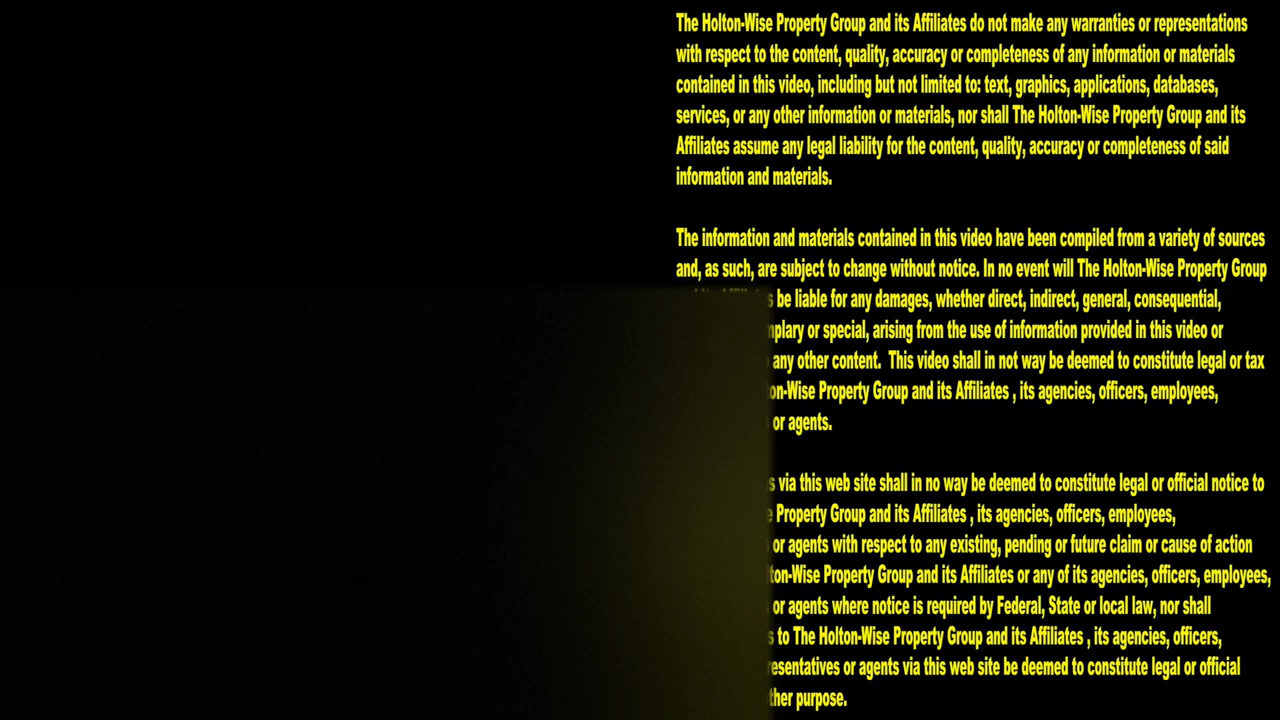 The Holton-Wise Property Group and its Affiliates do not make any warranties or representations
with respect to the content, quality, accuracy or completeness of any information or materials
contained in this video, including but not limited to: text, graphics, applications, databases,
services, or any other information or materials, nor shall The Holton-Wise Property Group and its
Affiliates assume any legal liability for the content, quality, accuracy or completeness of said
information and materials.
The information and materials contained in this video have been compiled from a variety of sources
and, as such, are subject to change without notice. In no event will The Holton-Wise Property Group
be liable for any damages, whether direct, indirect, general, consequential,
or special, arising from the use of information provided in this video or
any other content. This video shall in not way be deemed to constitute legal or tax
Property Group and its Affiliates , its agencies, officers, employees,
or agents.
via this web site shall in no way be deemed to constitute legal or official notice to
Property Group and its Affiliates , its agencies, officers, employees,
or agents with respect to any existing, pending or future claim or cause of action
Property Group and its Affiliates or any of its agencies, officers, employees,
or agents where notice is required by Federal, State or local law, nor shall
to The Holton-Wise Property Group and its Affiliates , its agencies, officers,
or agents via this web site be deemed to constitute legal or official
purpose.